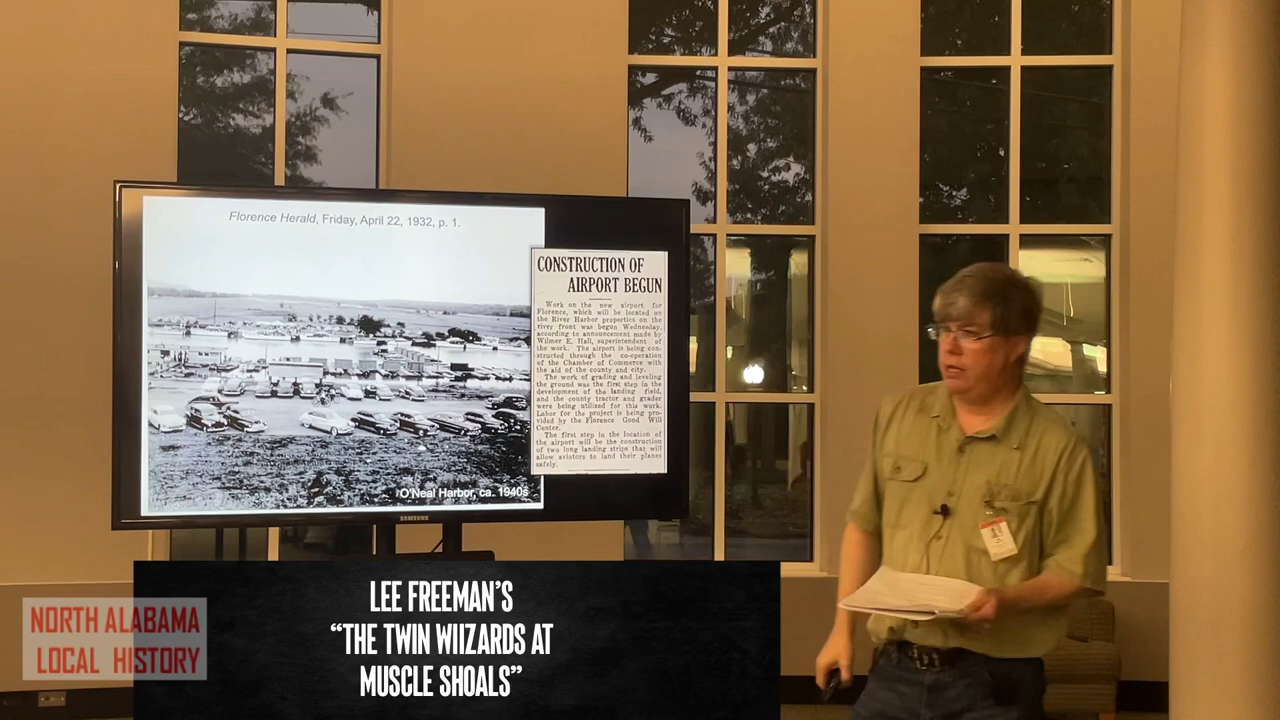 Florence Herald, Friday, April 22, 1932, p. 1.
CONSTRUCTION OF
AIRPORT BEGUN
Work on the new airport for
Florence, which will be located on
the River Harbor properties on the
river front was begun Wednesday,
according to announcement made by
Wilmer E. Hall, superintendent of
the work. The airport is being con-
structed through the co-operation
of the Chamber of Commerce with
the aid of the county and city.
The work of grading and leveling
the ground was the first step in the
development of the landing field,
and the county tractor and grader
were being utilized for this work.
Labor for the project is being pro-
vided by the Florence Good Will
Center.
The first step in the location of
the airport will be the construction
of two long landing strips that will
allow aviators to land their planes
safely.
O'Neal Harbor, ca. 1940s
SAMSUNG
LEE FREEMAN'S
"THE TWIN WIIZARDS AT
MUSCLE SHOALS"
NORTH ALABAMA
LOCAL HISTORY